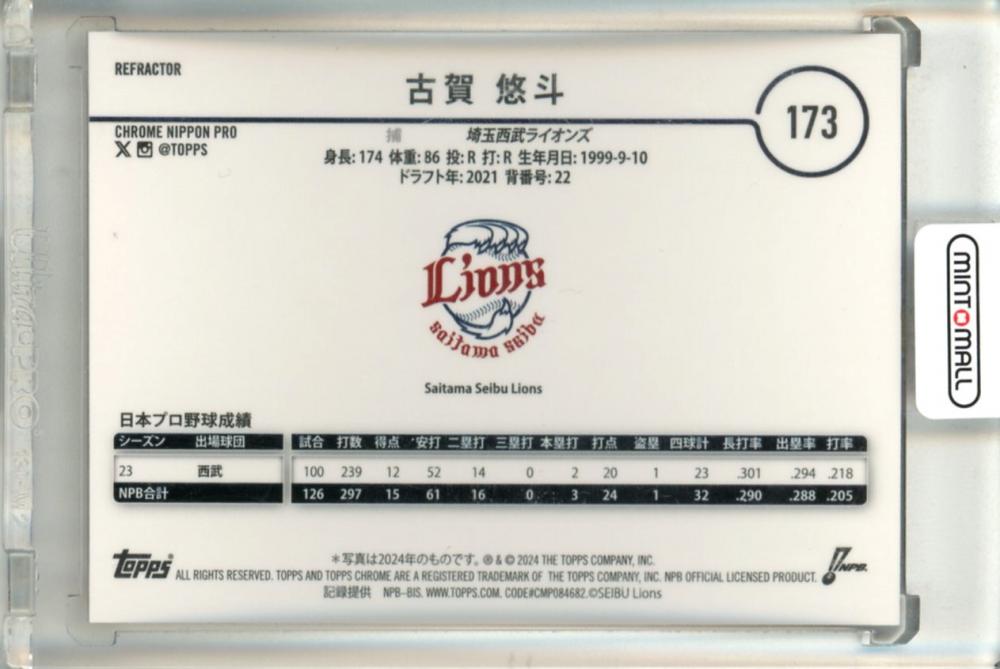 REFRACTOR
古賀 悠斗
173
CHROME NIPPON PRO
@TOPPS
捕 埼玉西武ライオンズ
身長: 174 体重: 86 投: R 打: R 生年月日: 1999-9-10
ドラフト年: 2021 背番号: 22
Lions
Saitama Seibu
Saitama Seibu Lions
MINT MALL
日本プロ野球成績
シーズン 出場球団 試合 打数 得点 安打 二塁打 三塁打 本塁打 打点 盗塁 四球計 長打率 出塁率 打率
23 西武 100 239 12 52 14 0 2 20 1 23 .301 .294 .218
NPB合計 126 297 15 61 16 0 3 24 1 32 .290 .288 .205
Topps
＊写真は2024年のものです。 ® & © 2024 THE TOPPS COMPANY, INC.
ALL RIGHTS RESERVED. TOPPS AND TOPPS CHROME ARE A REGISTERED TRADEMARK OF THE TOPPS COMPANY, INC. NPB OFFICIAL LICENSED PRODUCT.
NPB.
記録提供 NPB-BIS. WWW.TOPPS.COM. CODE#CMP084682.©SEIBU Lions